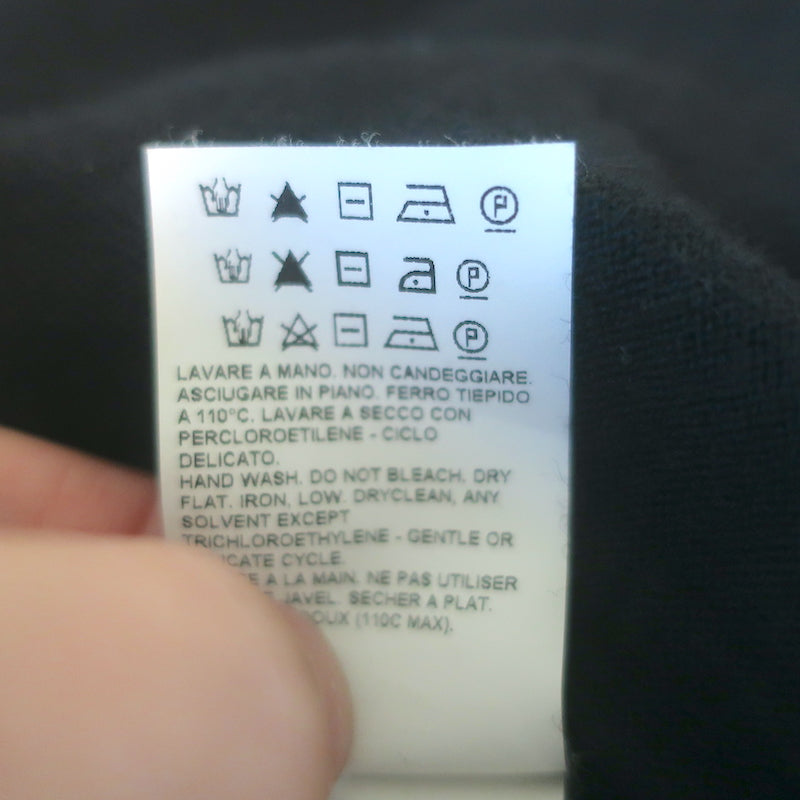 P
P
P
LAVARE A MANO. NON CANDEGGIARE.
ASCIUGARE IN PIANO. FERRO TIEPIDO
A 110°C. LAVARE A SECCO CON
PERCLOROETILENE - CICLO
DELICATO.
HAND WASH. DO NOT BLEACH. DRY
FLAT. IRON, LOW. DRYCLEAN, ANY
SOLVENT EXCEPT
TRICHLOROETHYLENE - GENTLE OR
CYCLE.
A LA MAIN. NE PAS UTILISER
JAVEL. SECHER A PLAT.
DOUX (110C MAX).